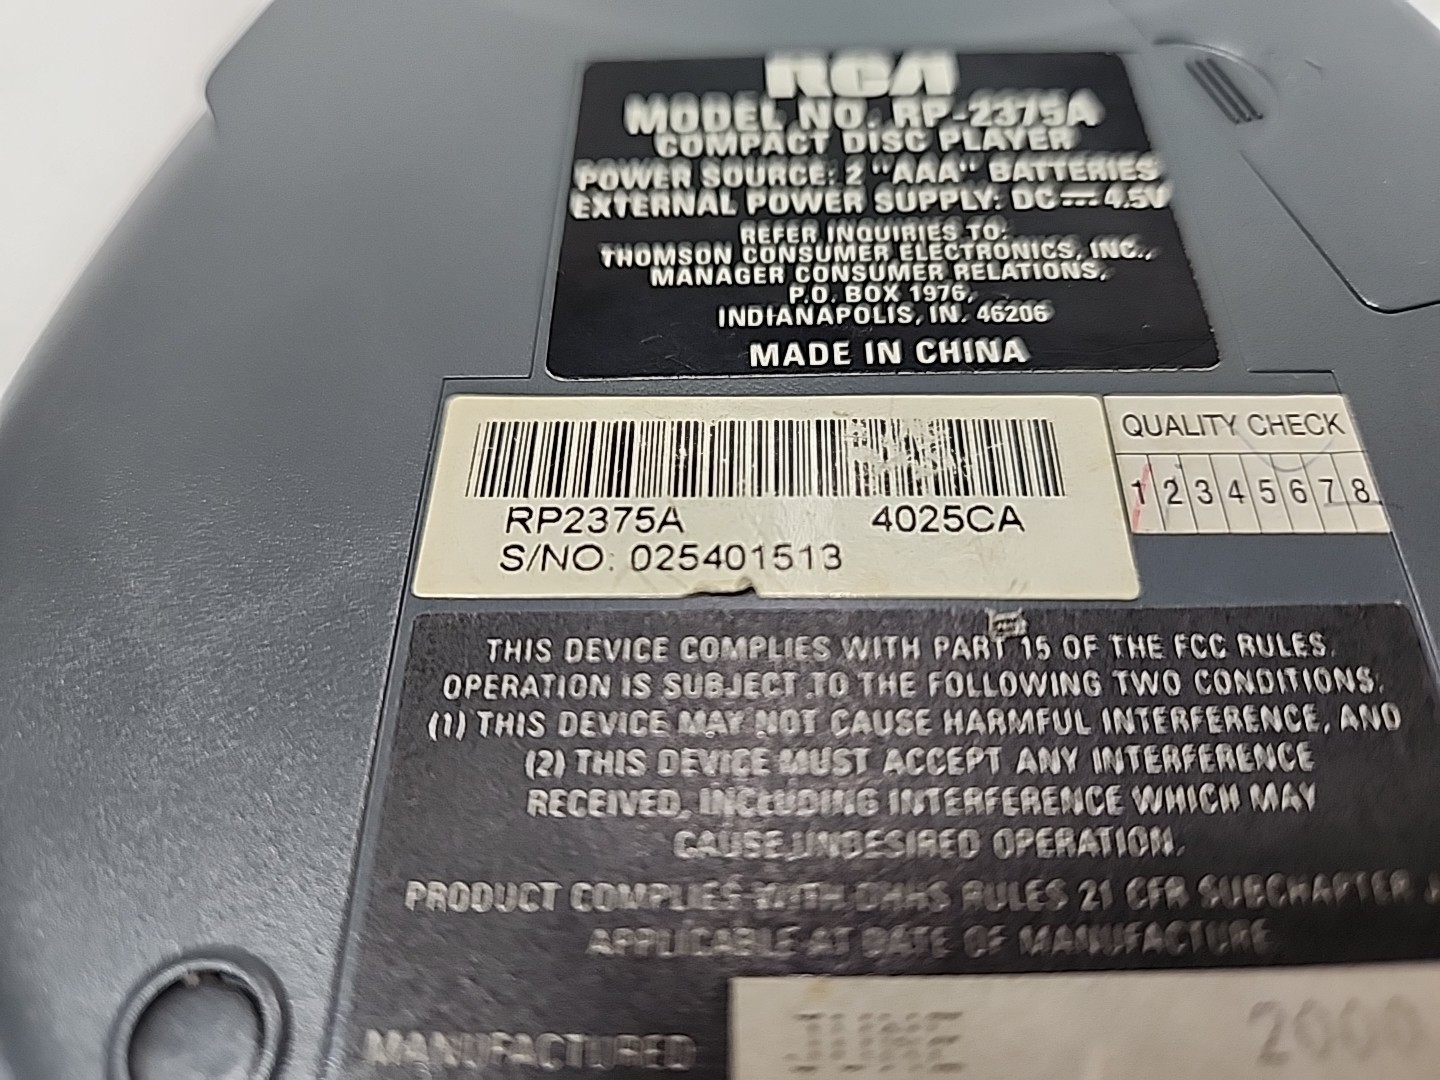 RCA
MODEL NO. RP-2375A
COMPACT DISC PLAYER
POWER SOURCE: 2 "AAA" BATTERIES
EXTERNAL POWER SUPPLY: DC ⎓ 4.5V
REFER INQUIRIES TO:
THOMSON CONSUMER ELECTRONICS, INC.,
MANAGER CONSUMER RELATIONS,
P.O. BOX 1976,
INDIANAPOLIS, IN. 46206
MADE IN CHINA
QUALITY CHECK
1 2 3 4 5 6 7 8
RP2375A 4025CA
S/NO: 025401513
THIS DEVICE COMPLIES WITH PART 15 OF THE FCC RULES.
OPERATION IS SUBJECT TO THE FOLLOWING TWO CONDITIONS.
(1) THIS DEVICE MAY NOT CAUSE HARMFUL INTERFERENCE, AND
(2) THIS DEVICE MUST ACCEPT ANY INTERFERENCE
RECEIVED, INCLUDING INTERFERENCE WHICH MAY
CAUSE UNDESIRED OPERATION.
PRODUCT COMPLIES WITH DHHS RULES 21 CFR SUBCHAPTER J
APPLICABLE AT DATE OF MANUFACTURE
MANUFACTURED JUNE 2000